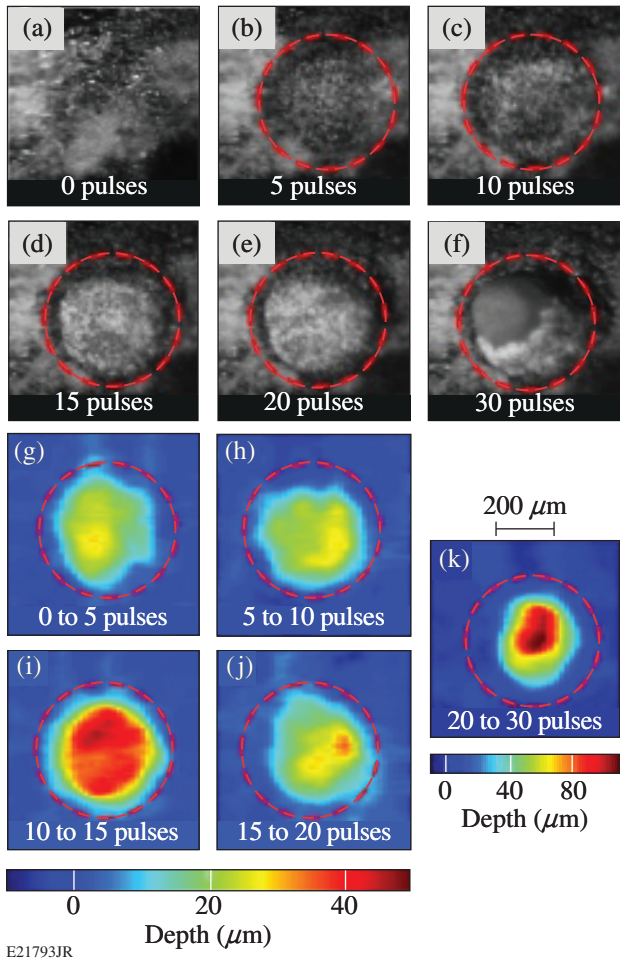 (a)
0 pulses
(b)
5 pulses
(c)
10 pulses
(d)
15 pulses
(e)
20 pulses
(f)
30 pulses
(g)
0 to 5 pulses
(h)
5 to 10 pulses
200 μm
(k)
20 to 30 pulses
(i)
10 to 15 pulses
(j)
15 to 20 pulses
0 40 80
Depth (μm)
0 20 40
Depth (μm)
E21793JR